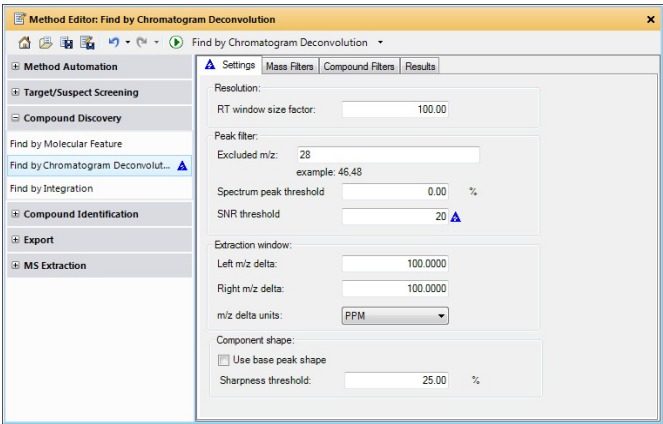 Method Editor: Find by Chromatogram Deconvolution
Find by Chromatogram Deconvolution
Method Automation
Target/Suspect Screening
Compound Discovery
Find by Molecular Feature
Find by Chromatogram Deconvolut...
Find by Integration
Compound Identification
Export
MS Extraction
Settings Mass Filters Compound Filters Results
Resolution:
RT window size factor: 100.00
Peak filter:
Excluded m/z: 28
example: 46,48
Spectrum peak threshold 0.00 %
SNR threshold 20
Extraction window:
Left m/z delta: 100.0000
Right m/z delta: 100.0000
m/z delta units: PPM
Component shape:
Use base peak shape
Sharpness threshold: 25.00 %